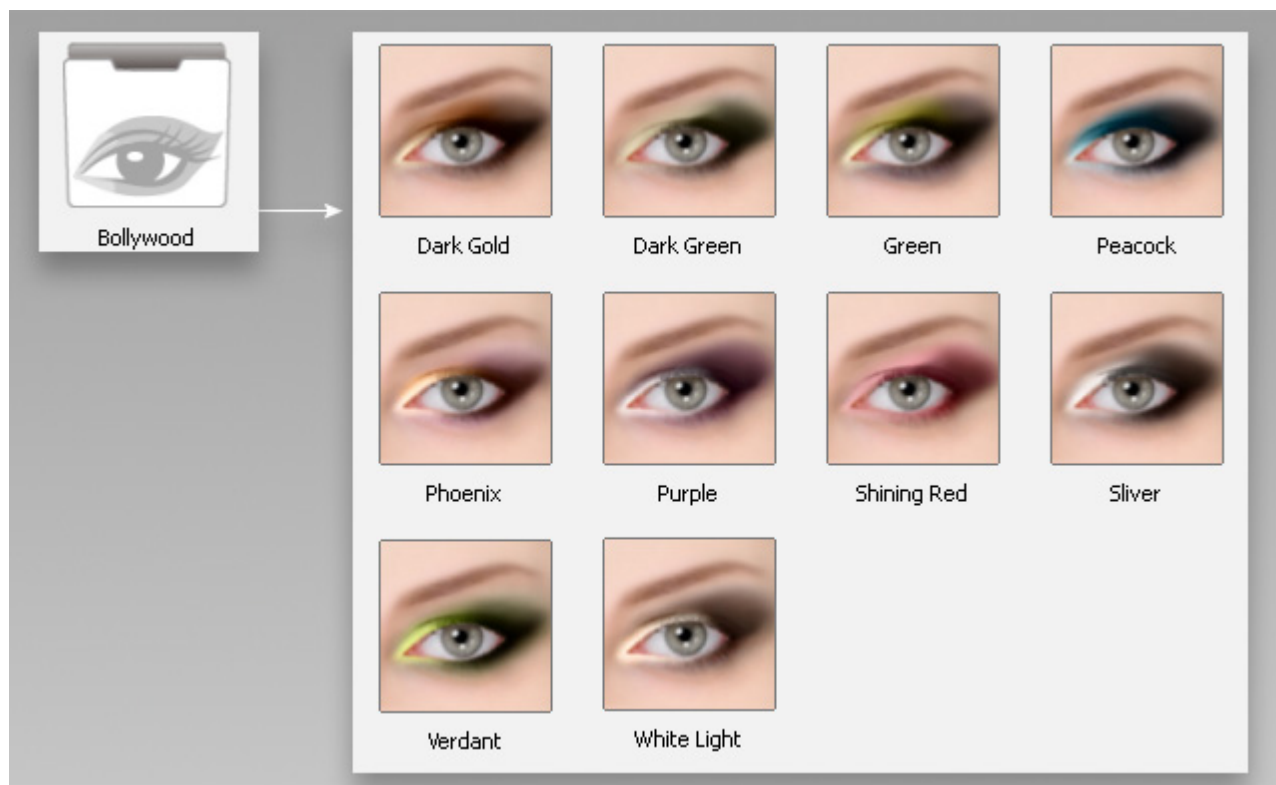 Bollywood
Dark Gold
Dark Green
Green
Peacock
Phoenix
Purple
Shining Red
Sliver
Verdant
White Light